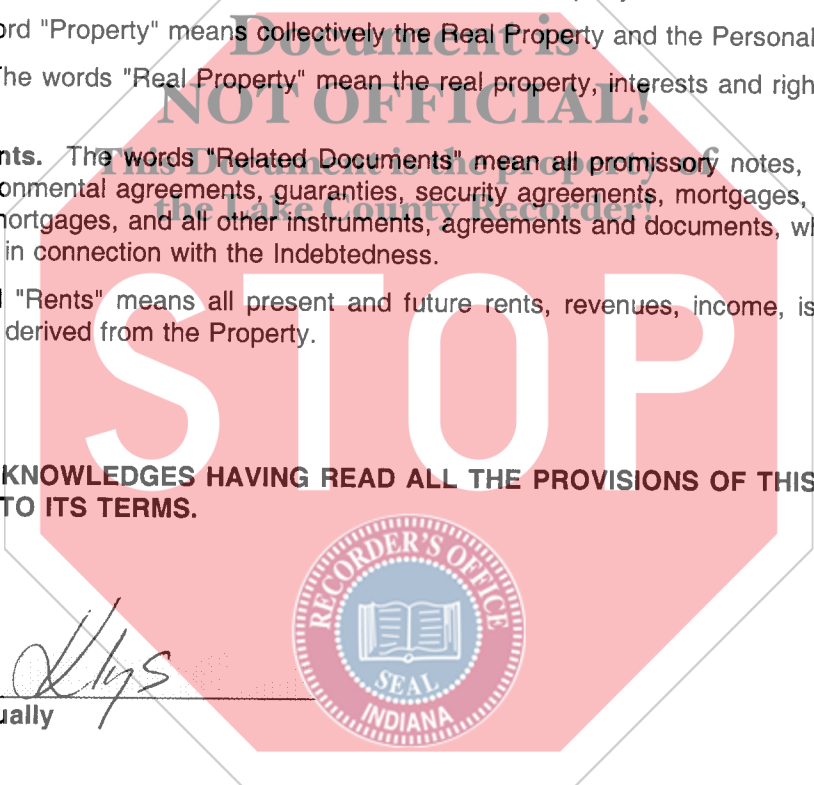 ord "Property" means collectively the Real Property and the Personal
The words "Real Property" mean the real property, interests and righ
nts. The words "Related Documents" mean all promissory notes,
onmental agreements, guaranties, security agreements, mortgages,
mortgages, and all other instruments, agreements and documents, wh
in connection with the Indebtedness.
"Rents" means all present and future rents, revenues, income, is
derived from the Property.
KNOWLEDGES HAVING READ ALL THE PROVISIONS OF THIS
TO ITS TERMS.
ually
Document is
NOT OFFICIAL!
This Document is the property of
the Lake County Recorder!
STOP
RECORDER'S OFFICE
SEAL
INDIANA